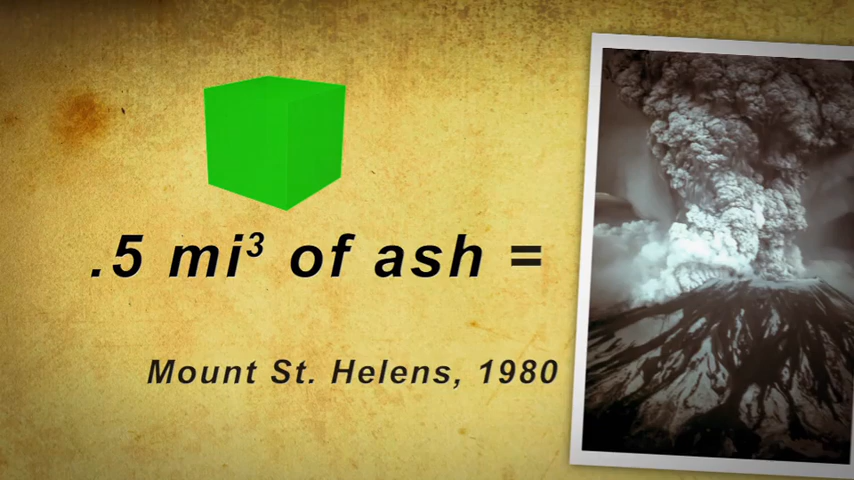 .5 mi³ of ash =
Mount St. Helens, 1980